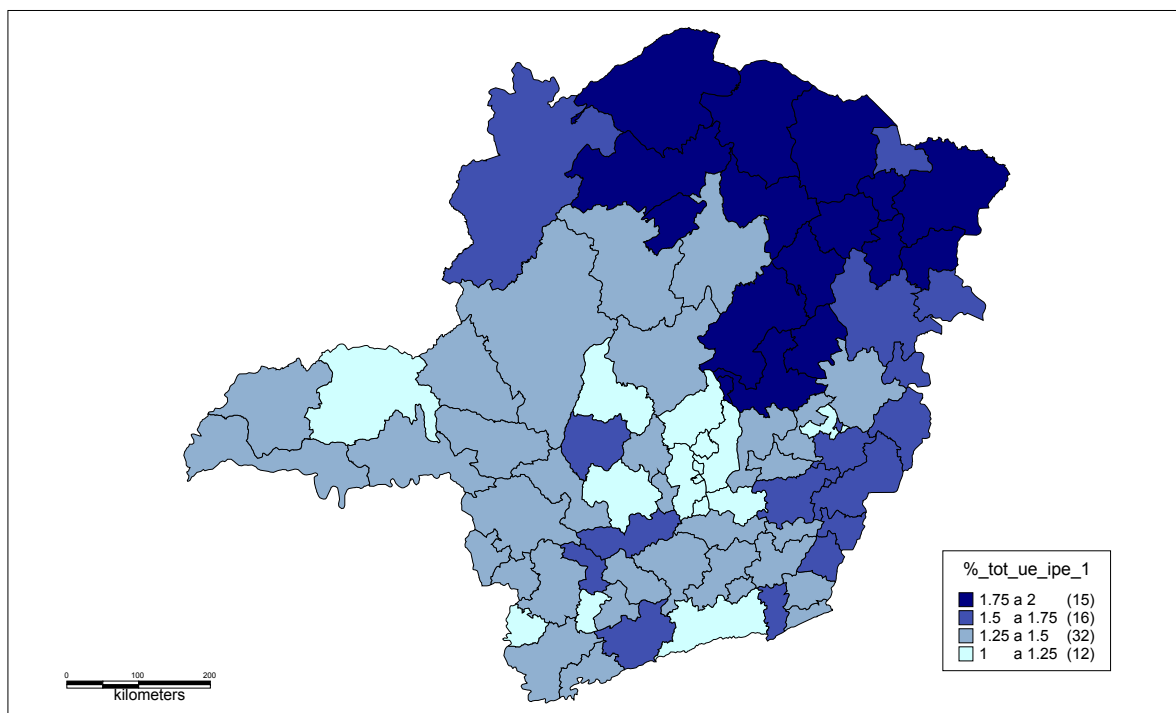 %_tot_ue_ipe_1
1.75 a 2 (15)
1.5 a 1.75 (16)
1.25 a 1.5 (32)
1 a 1.25 (12)
0 100 200
kilometers